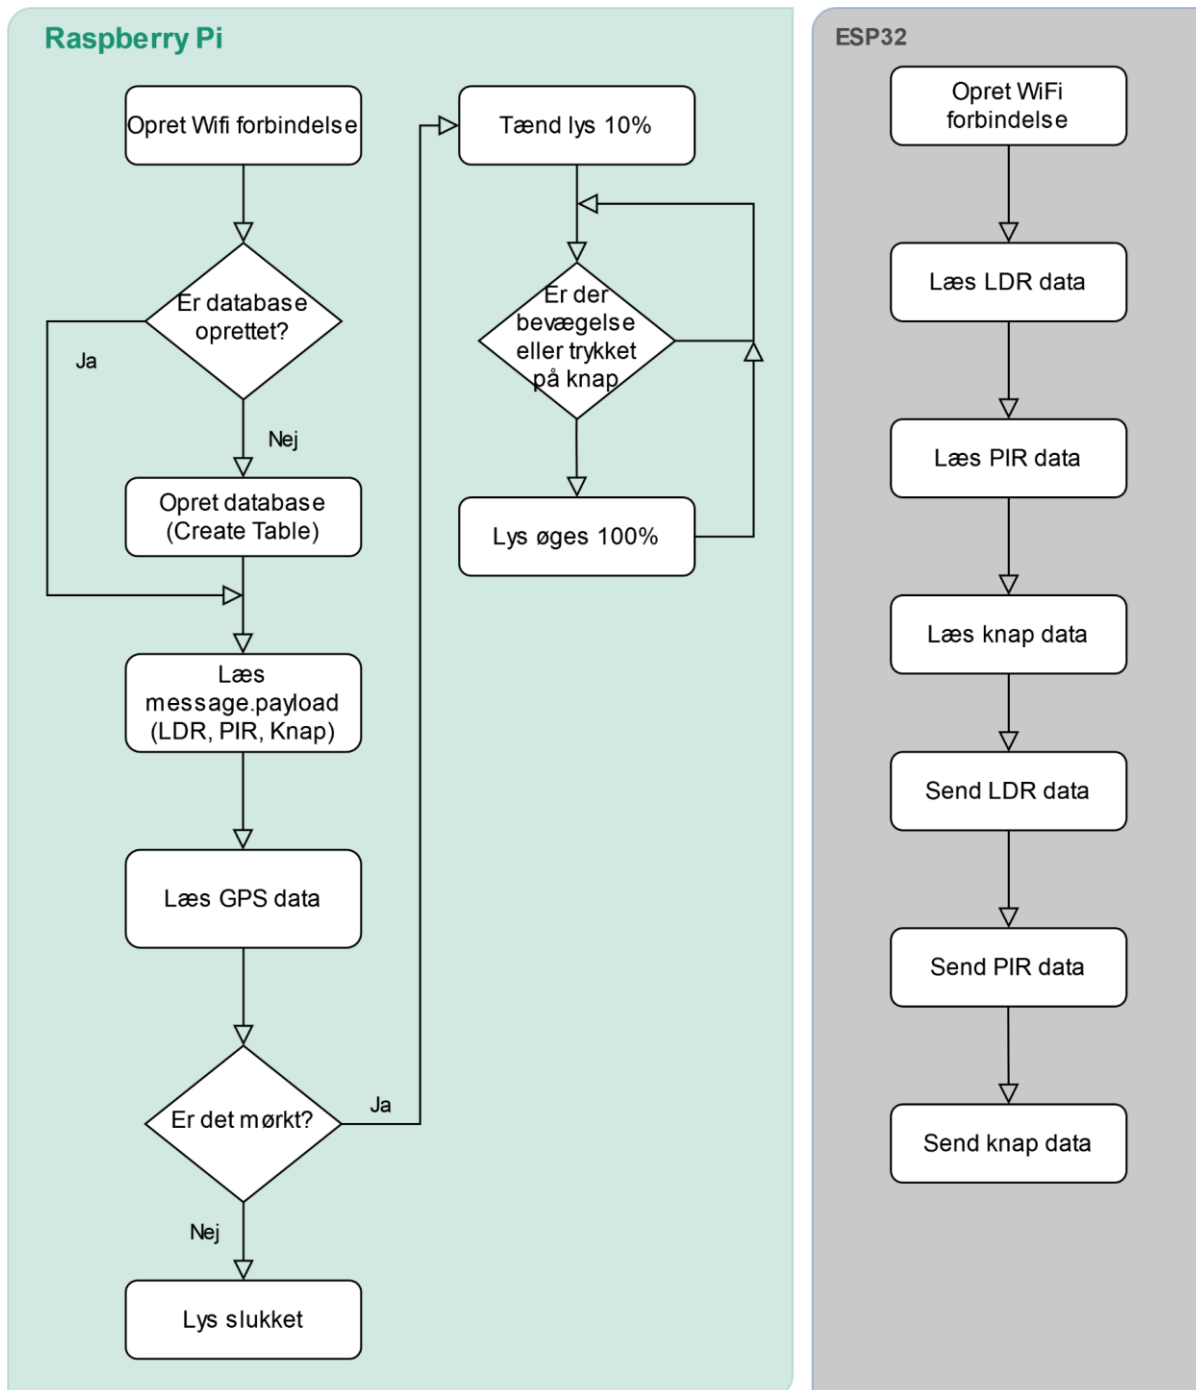 Raspberry Pi
Opret Wifi forbindelse
Er database
oprettet?
Ja
Nej
Opret database
(Create Table)
Læs
message.payload
(LDR, PIR, Knap)
Læs GPS data
Er det mørkt?
Ja
Nej
Lys slukket
Tænd lys 10%
Er der
bevægelse
eller trykket
på knap
Lys øges 100%
ESP32
Opret WiFi
forbindelse
Læs LDR data
Læs PIR data
Læs knap data
Send LDR data
Send PIR data
Send knap data